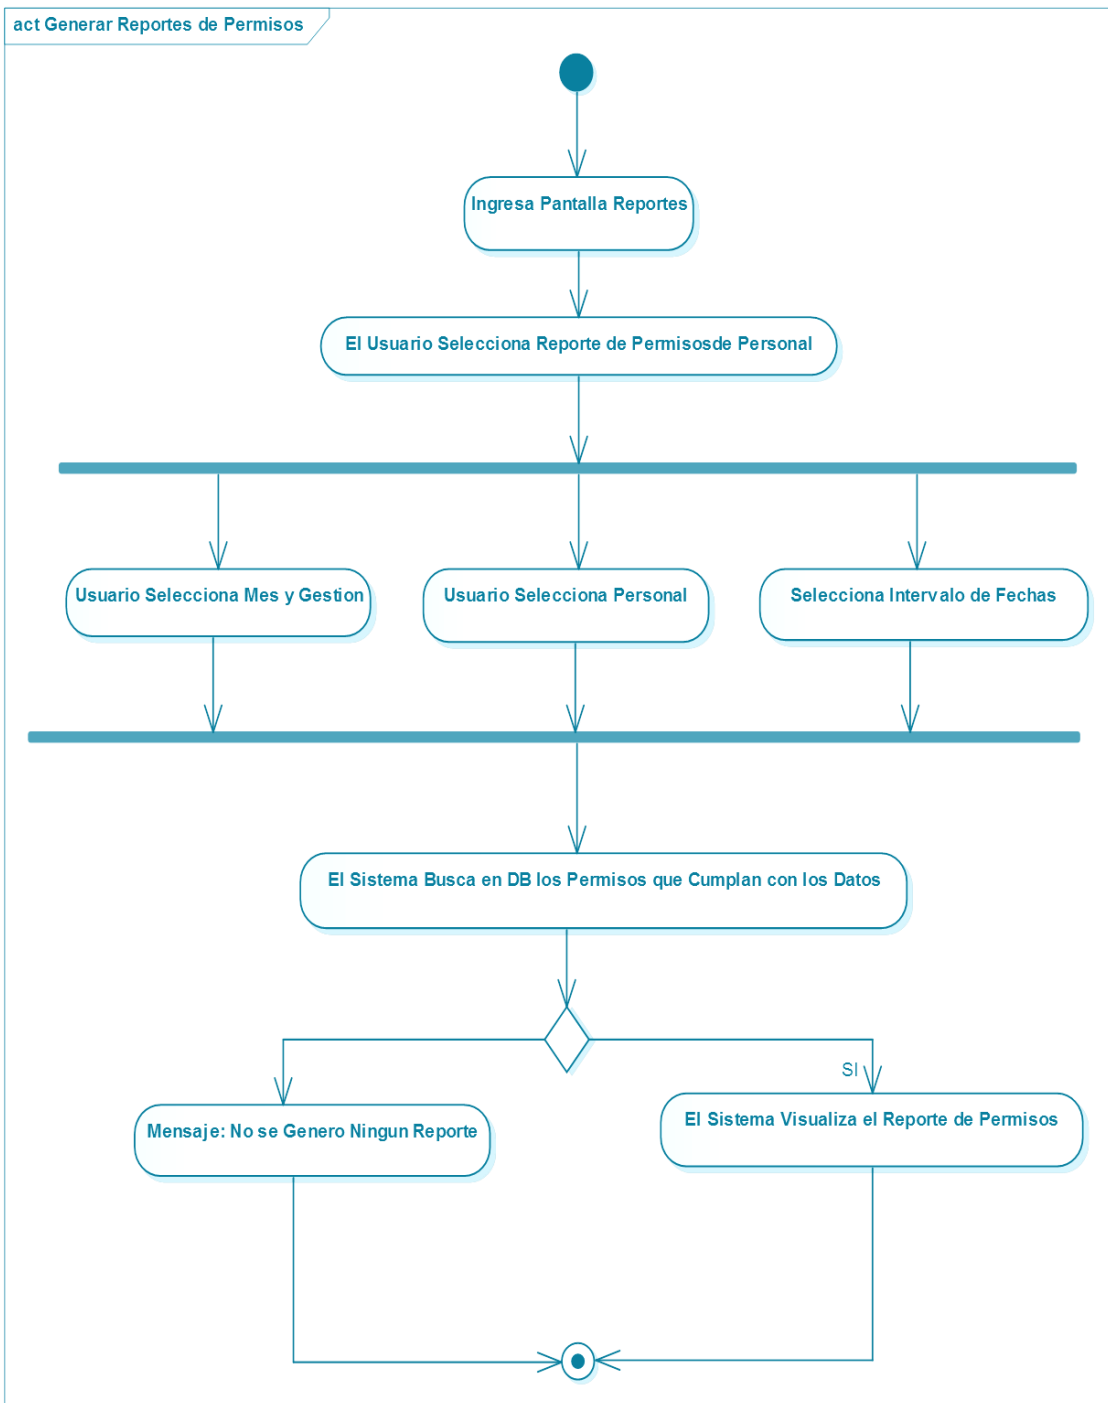 act Generar Reportes de Permisos
Ingresa Pantalla Reportes
El Usuario Selecciona Reporte de Permisosde Personal
Usuario Selecciona Mes y Gestion
Usuario Selecciona Personal
Selecciona Intervalo de Fechas
El Sistema Busca en DB los Permisos que Cumplan con los Datos
SI
Mensaje: No se Genero Ningun Reporte
El Sistema Visualiza el Reporte de Permisos